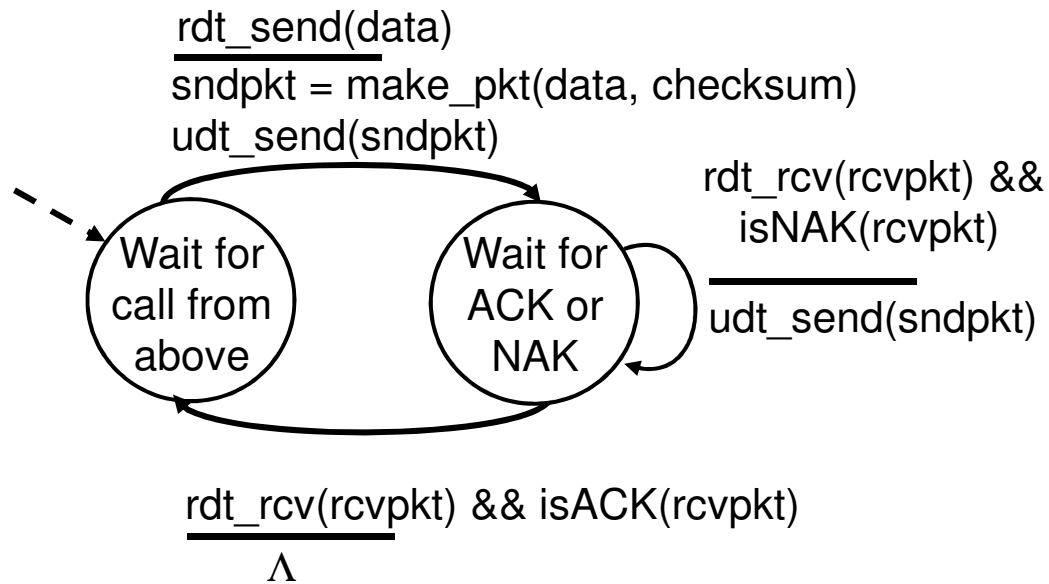 rdt_send(data)
sndpkt = make_pkt(data, checksum)
udt_send(sndpkt)
rdt_rcv(rcvpkt) &&
isNAK(rcvpkt)
udt_send(sndpkt)
Wait for
call from
above
Wait for
ACK or
NAK
rdt_rcv(rcvpkt) && isACK(rcvpkt)
Λ